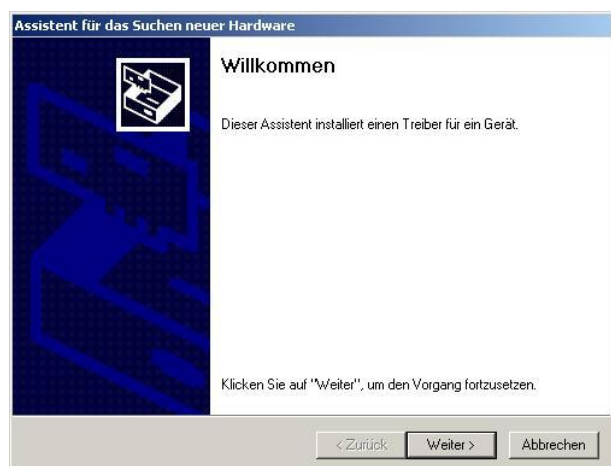 Assistent für das Suchen neuer Hardware
Willkommen
Dieser Assistent installiert einen Treiber für ein Gerät.
Klicken Sie auf "Weiter", um den Vorgang fortzusetzen.
< Zurück Weiter > Abbrechen